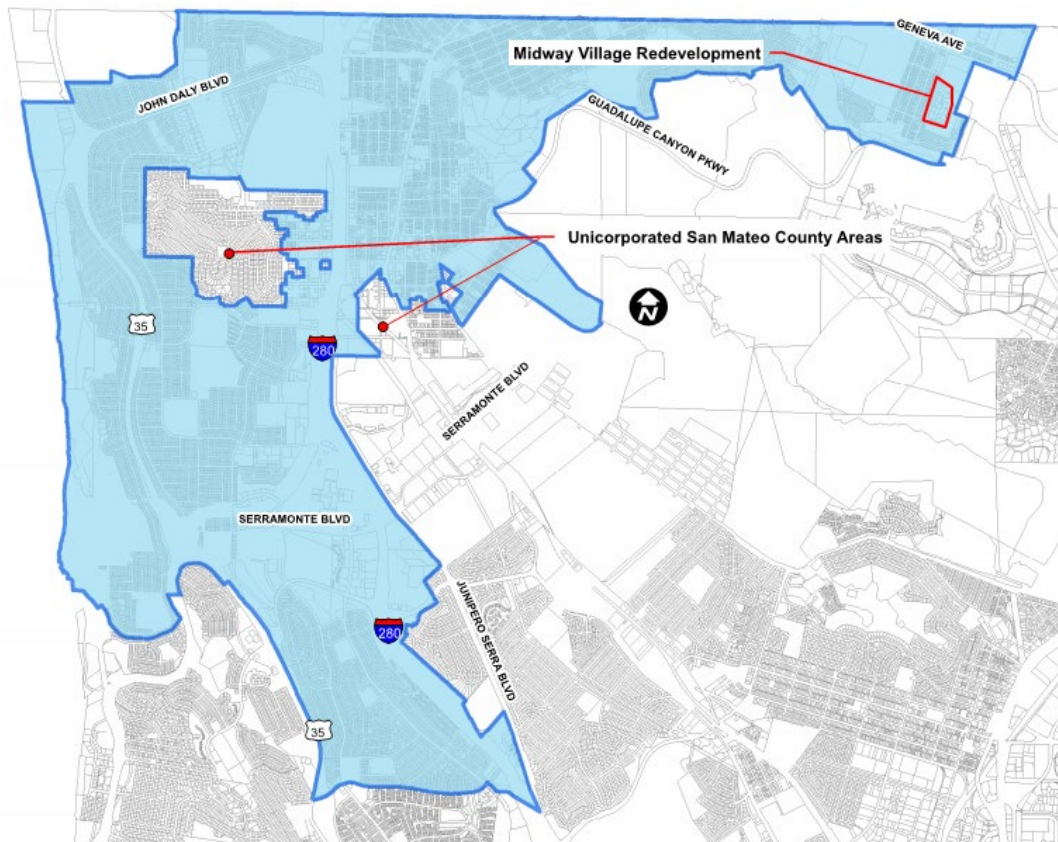 GENEVA AVE
Midway Village Redevelopment
JOHN DALY BLVD
GUADALUPE CANYON PKWY
Unicorporated San Mateo County Areas
N
35
280
SERRAMONTE BLVD
SERRAMONTE BLVD
JUNIPERO SERRA BLVD
280
35